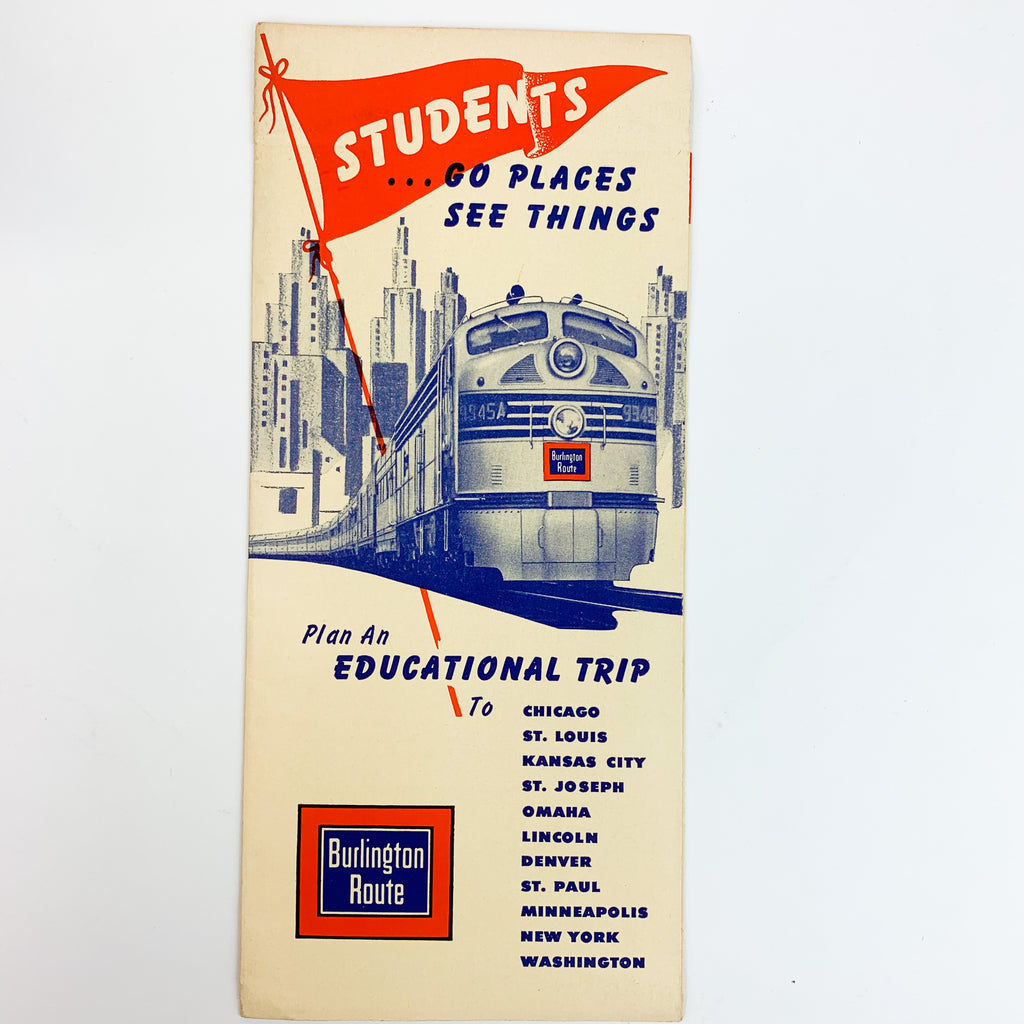 STUDENTS
...GO PLACES
SEE THINGS
9945A
Burlington
Route
Plan An
EDUCATIONAL TRIP
To
CHICAGO
ST. LOUIS
KANSAS CITY
ST. JOSEPH
OMAHA
LINCOLN
DENVER
ST. PAUL
MINNEAPOLIS
NEW YORK
WASHINGTON
Burlington
Route